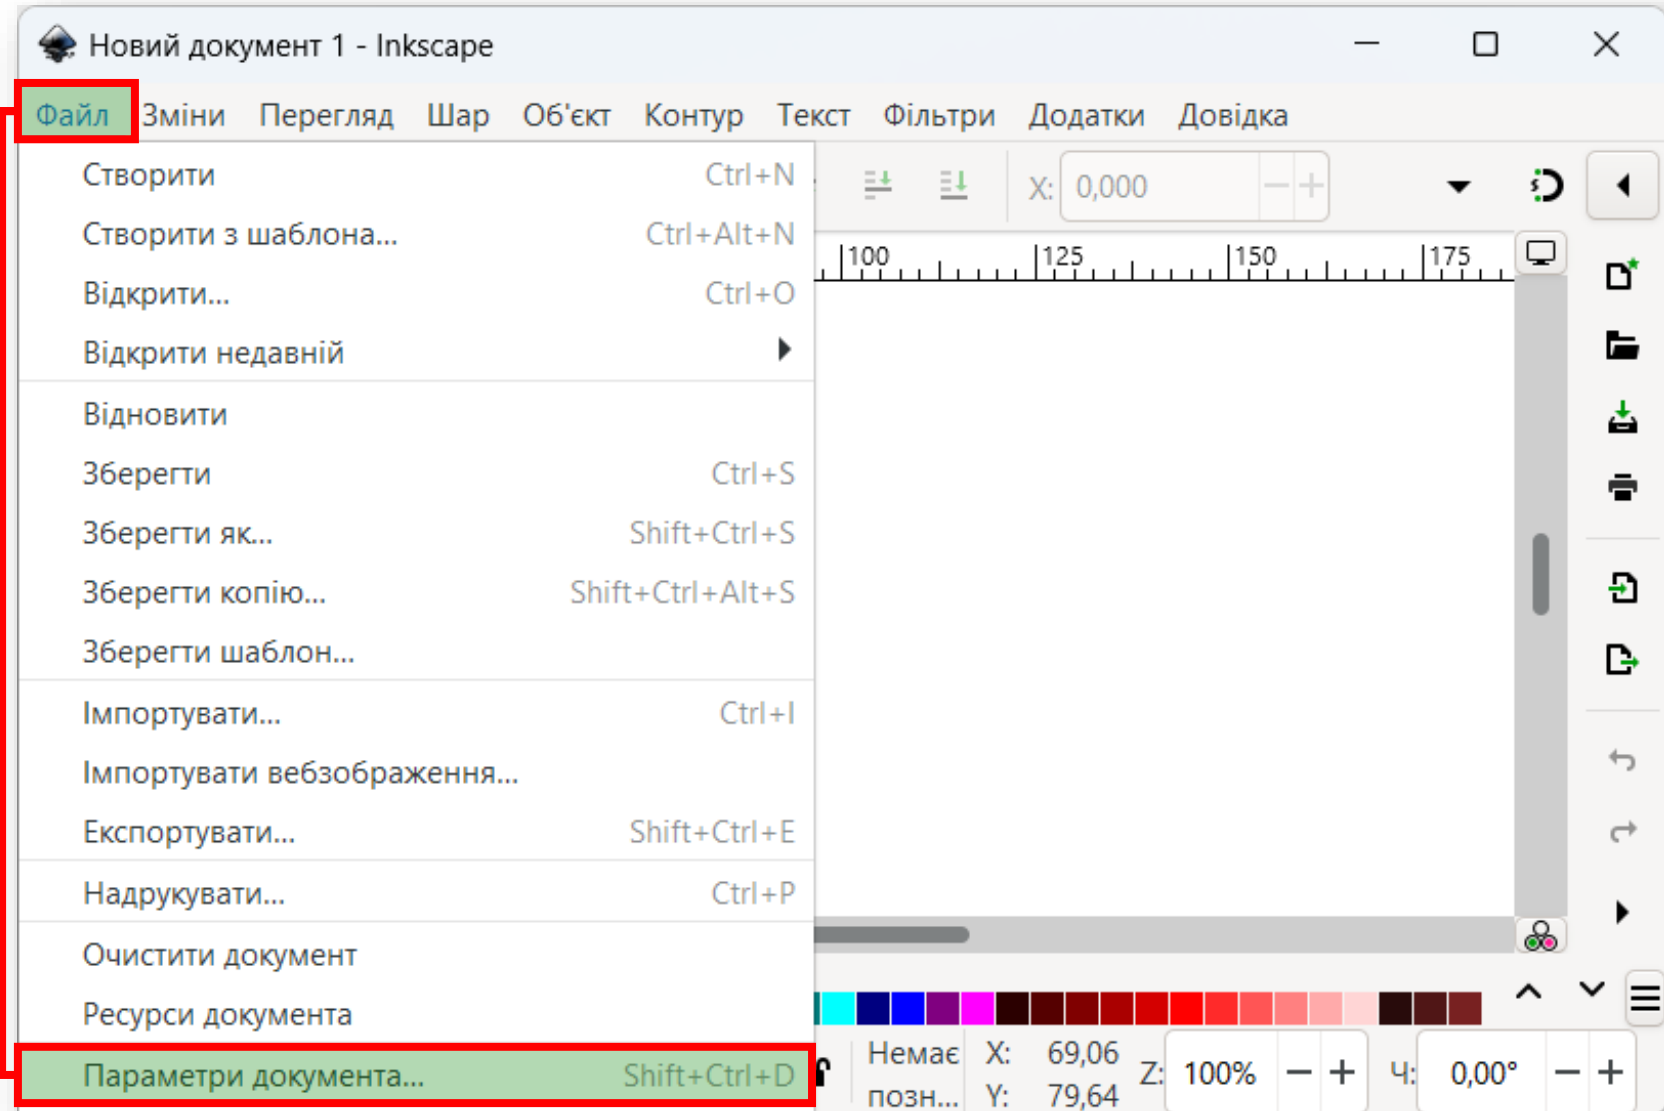 Новий документ 1 - Inkscape
Файл Зміни Перегляд Шар Об'єкт Контур Текст Фільтри Додатки Довідка
Створити Ctrl+N
Створити з шаблона... Ctrl+Alt+N
Відкрити... Ctrl+O
Відкрити недавній
Відновити
Зберегти Ctrl+S
Зберегти як... Shift+Ctrl+S
Зберегти копію... Shift+Ctrl+Alt+S
Зберегти шаблон...
Імпортувати... Ctrl+I
Імпортувати вебзображення...
Експортувати... Shift+Ctrl+E
Надрукувати... Ctrl+P
Очистити документ
Ресурси документа
Параметри документа... Shift+Ctrl+D
X: 0,000
100 125 150 175
Немає X: 69,06
позн... Y: 79,64
Z: 100% Ч: 0,00°